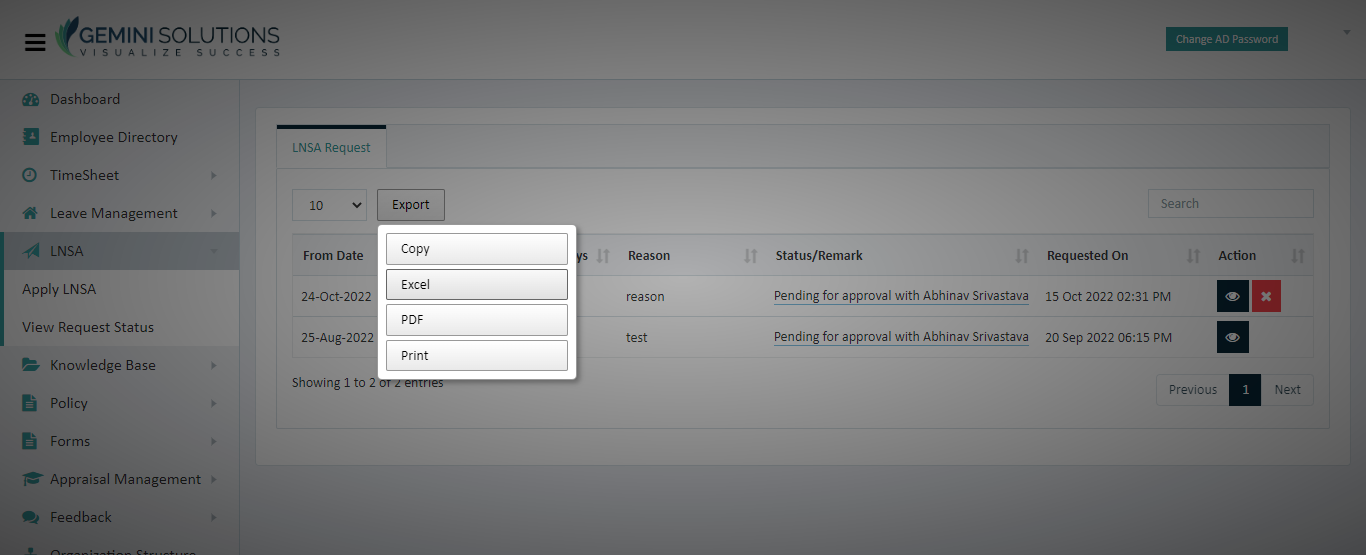 GEMINI SOLUTIONS
VISUALIZE SUCCESS
Change AD Password
Dashboard
Employee Directory
TimeSheet
Leave Management
LNSA
Apply LNSA
View Request Status
Knowledge Base
Policy
Forms
Appraisal Management
Feedback
Organization Structure
LNSA Request
10
Export
Search
Copy
Excel
PDF
Print
From Date Reason Status/Remark Requested On Action
24-Oct-2022 reason Pending for approval with Abhinav Srivastava 15 Oct 2022 02:31 PM
25-Aug-2022 test Pending for approval with Abhinav Srivastava 20 Sep 2022 06:15 PM
Showing 1 to 2 of 2 entries
Previous 1 Next